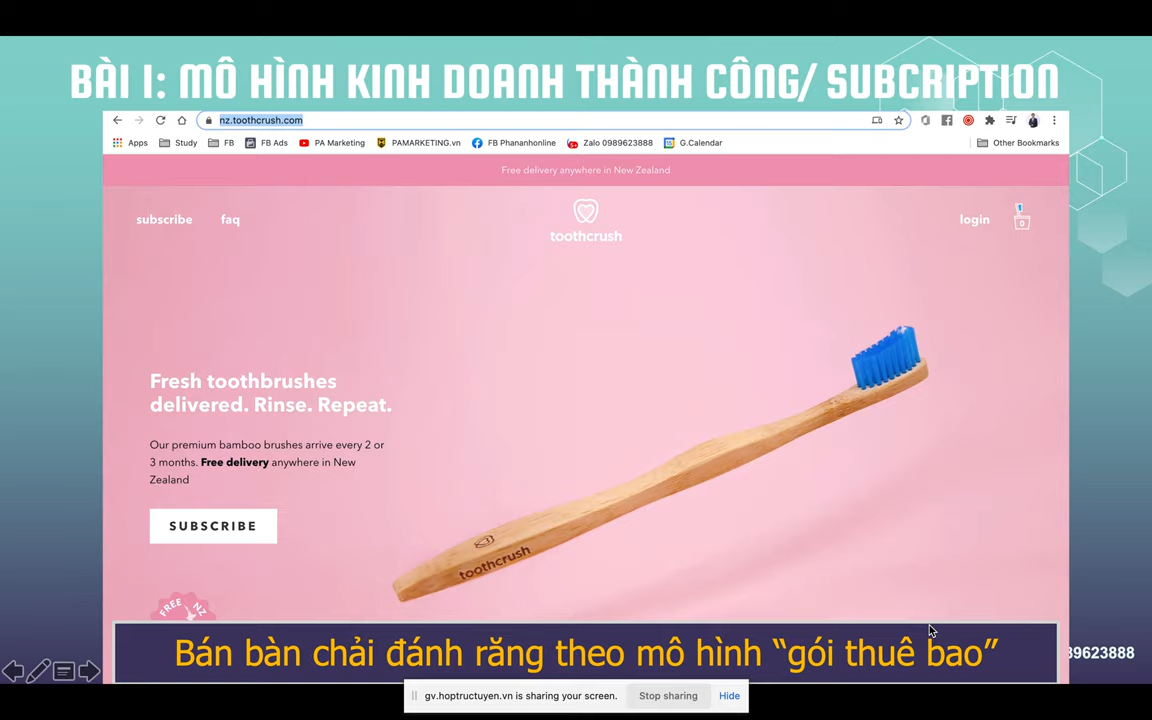 BÀI 1: MÔ HÌNH KINH DOANH THÀNH CÔNG/ SUBCRIPTION
nz.toothcrush.com
Apps Study FB FB Ads PA Marketing PAMARKETING.vn FB Phananhonline Zalo 0989623888 G.Calendar Other Bookmarks
Free delivery anywhere in New Zealand
subscribe faq toothcrush login 0
Fresh toothbrushes
delivered. Rinse. Repeat.
Our premium bamboo brushes arrive every 2 or
3 months. Free delivery anywhere in New
Zealand
SUBSCRIBE
toothcrush
FREE NZ
Bán bàn chải đánh răng theo mô hình “gói thuê bao”
39623888
gv.hoptructuyen.vn is sharing your screen. Stop sharing Hide